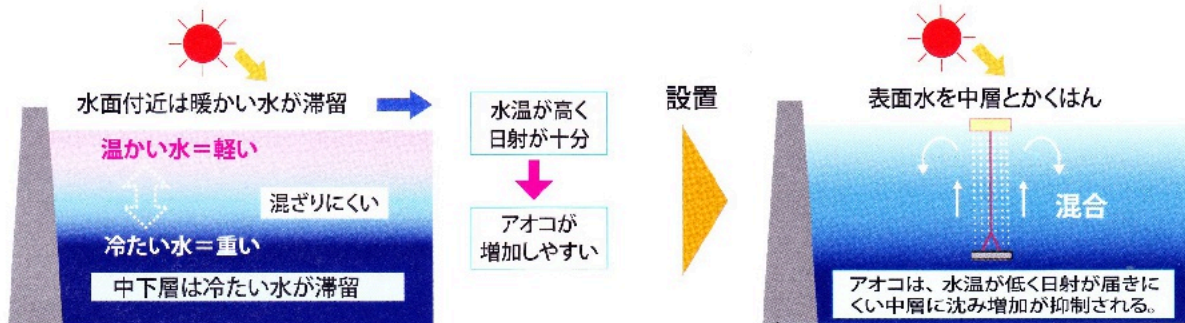 水面付近は暖かい水が滞留
温かい水＝軽い
混ざりにくい
冷たい水＝重い
中下層は冷たい水が滞留
水温が高く
日射が十分
アオコが
増加しやすい
設置
表面水を中層とかくはん
混合
アオコは、水温が低く日射が届きに
くい中層に沈み増加が抑制される。